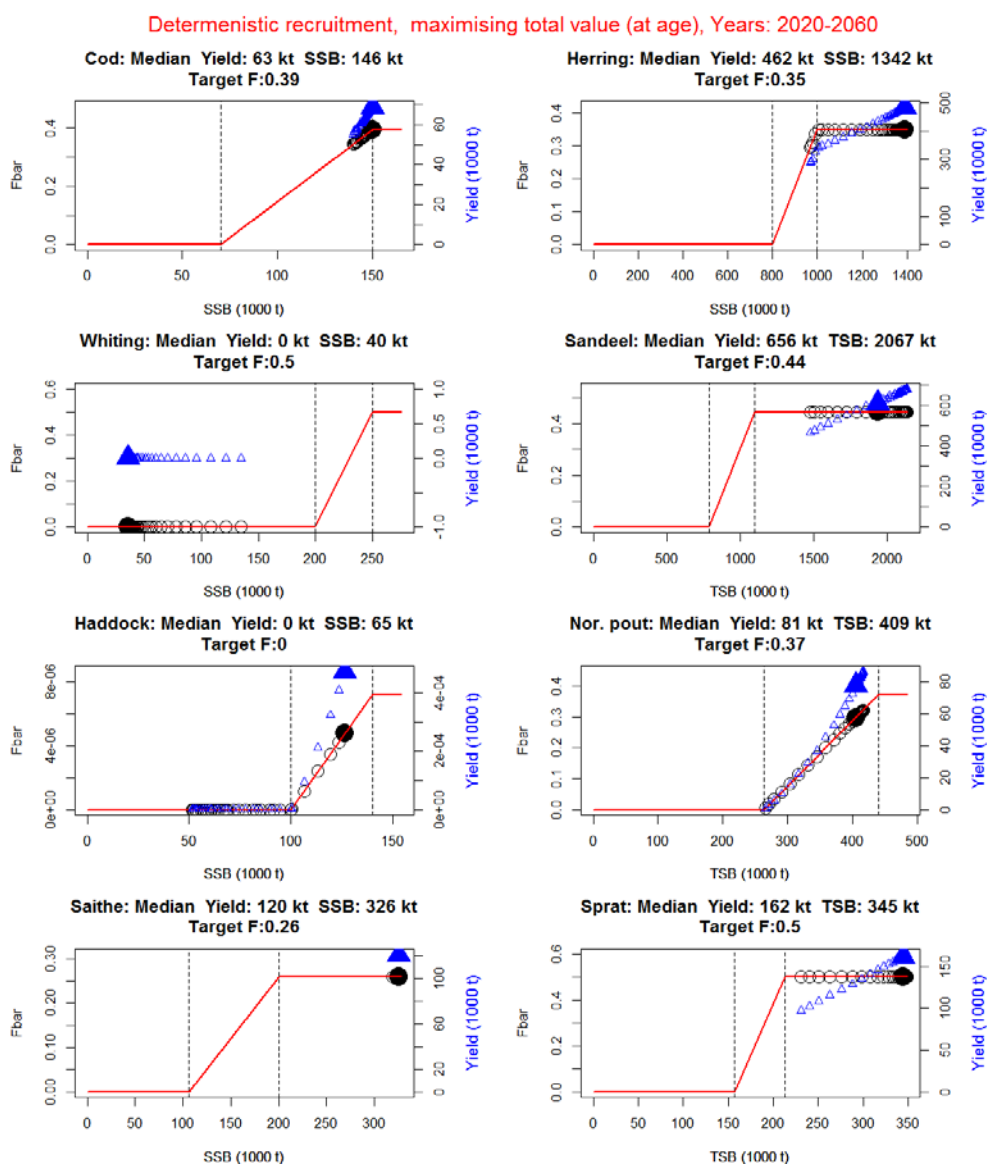 Determenistic recruitment, maximising total value (at age), Years: 2020-2060
Cod: Median Yield: 63 kt SSB: 146 kt
Target F:0.39
Fbar
0.0 0.2 0.4
0 20 40 60
Yield (1000 t)
0 50 100 150
SSB (1000 t)
Herring: Median Yield: 462 kt SSB: 1342 kt
Target F:0.35
Fbar
0.0 0.1 0.2 0.3 0.4
0 100 300 500
Yield (1000 t)
0 200 400 600 800 1000 1200 1400
SSB (1000 t)
Whiting: Median Yield: 0 kt SSB: 40 kt
Target F:0.5
Fbar
0.0 0.2 0.4 0.6
-1.0 0.0 0.5 1.0
Yield (1000 t)
0 50 100 150 200 250
SSB (1000 t)
Sandeel: Median Yield: 656 kt TSB: 2067 kt
Target F:0.44
Fbar
0.0 0.2 0.4
0 200 400 600
Yield (1000 t)
0 500 1000 1500 2000
TSB (1000 t)
Haddock: Median Yield: 0 kt SSB: 65 kt
Target F:0
Fbar
0e+00 4e-06 8e-06
0e+00 2e-04 4e-04
Yield (1000 t)
0 50 100 150
SSB (1000 t)
Nor. pout: Median Yield: 81 kt TSB: 409 kt
Target F:0.37
Fbar
0.0 0.1 0.2 0.3 0.4
0 20 40 60 80
Yield (1000 t)
0 100 200 300 400 500
TSB (1000 t)
Saithe: Median Yield: 120 kt SSB: 326 kt
Target F:0.26
Fbar
0.00 0.10 0.20 0.30
0 20 60 100
Yield (1000 t)
0 50 100 150 200 250 300
SSB (1000 t)
Sprat: Median Yield: 162 kt TSB: 345 kt
Target F:0.5
Fbar
0.0 0.2 0.4 0.6
0 50 100 150
Yield (1000 t)
0 50 100 150 200 250 300 350
TSB (1000 t)